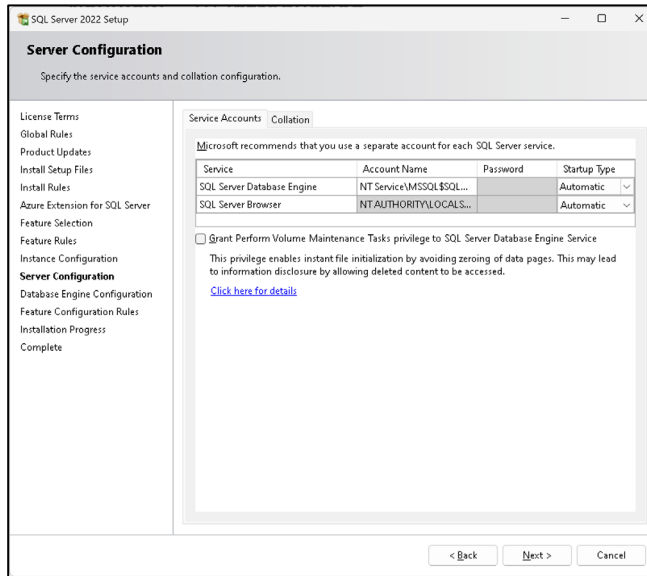 SQL Server 2022 Setup
Server Configuration
Specify the service accounts and collation configuration.
License Terms
Global Rules
Product Updates
Install Setup Files
Install Rules
Azure Extension for SQL Server
Feature Selection
Feature Rules
Instance Configuration
Server Configuration
Database Engine Configuration
Feature Configuration Rules
Installation Progress
Complete
Service Accounts Collation
Microsoft recommends that you use a separate account for each SQL Server service.
Service Account Name Password Startup Type
SQL Server Database Engine NT Service\MSSQL$SQL... Automatic
SQL Server Browser NT AUTHORITY\LOCALS... Automatic
Grant Perform Volume Maintenance Tasks privilege to SQL Server Database Engine Service
This privilege enables instant file initialization by avoiding zeroing of data pages. This may lead
to information disclosure by allowing deleted content to be accessed.
Click here for details
< Back Next > Cancel